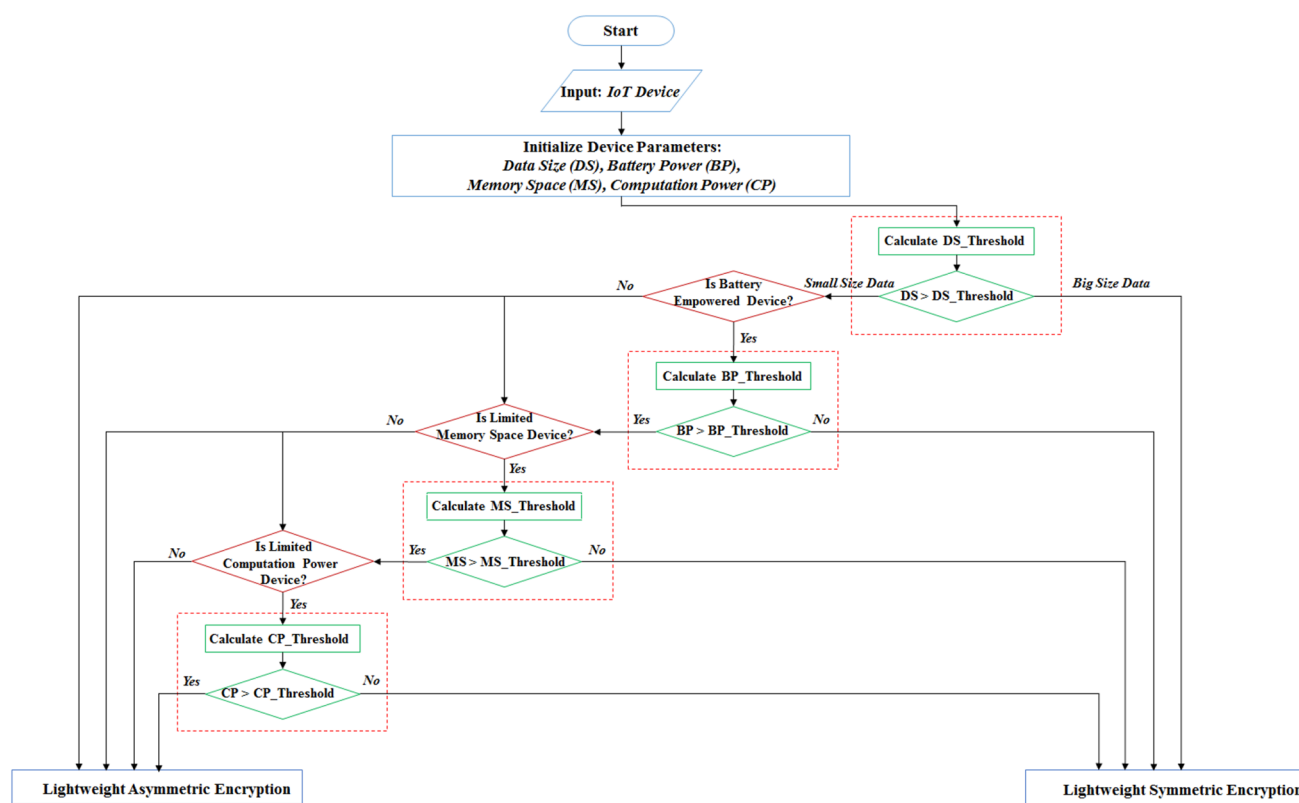 Start
Input: IoT Device
Initialize Device Parameters:
Data Size (DS), Battery Power (BP),
Memory Space (MS), Computation Power (CP)
Calculate DS_Threshold
DS > DS_Threshold
Small Size Data
Big Size Data
Is Battery
Empowered Device?
No
Yes
Calculate BP_Threshold
BP > BP_Threshold
Yes
No
Is Limited
Memory Space Device?
No
Yes
Calculate MS_Threshold
MS > MS_Threshold
Yes
No
Is Limited
Computation Power
Device?
No
Yes
Calculate CP_Threshold
CP > CP_Threshold
Yes
No
Lightweight Asymmetric Encryption
Lightweight Symmetric Encryption